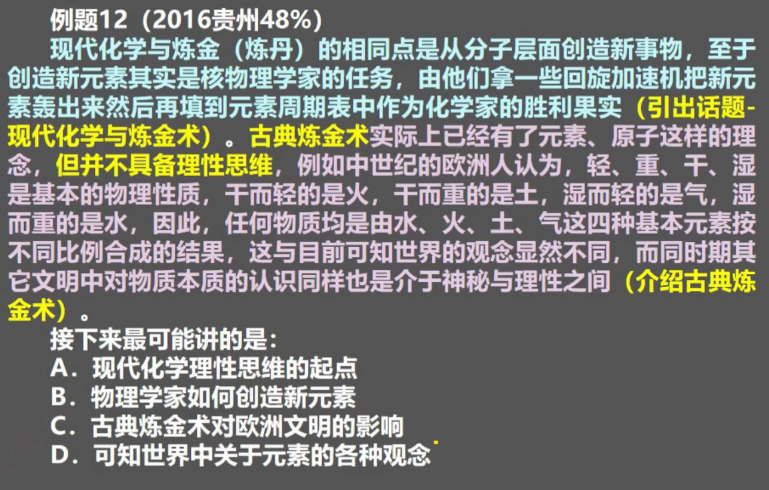 例题12（2016贵州48%）
现代化学与炼金（炼丹）的相同点是从分子层面创造新事物，至于
创造新元素其实是核物理学家的任务，由他们拿一些回旋加速机把新元
素轰出来然后再填到元素周期表中作为化学家的胜利果实（引出话题-
现代化学与炼金术）。古典炼金术实际上已经有了元素、原子这样的理
念，但并不具备理性思维，例如中世纪的欧洲人认为，轻、重、干、湿
是基本的物理性质，干而轻的是火，干而重的是土，湿而轻的是气，湿
而重的是水，因此，任何物质均是由水、火、土、气这四种基本元素按
不同比例合成的结果，这与目前可知世界的观念显然不同，而同时期其
它文明中对物质本质的认识同样也是介于神秘与理性之间（介绍古典炼
金术）。
接下来最可能讲的是：
A．现代化学理性思维的起点
B．物理学家如何创造新元素
C．古典炼金术对欧洲文明的影响
D．可知世界中关于元素的各种观念